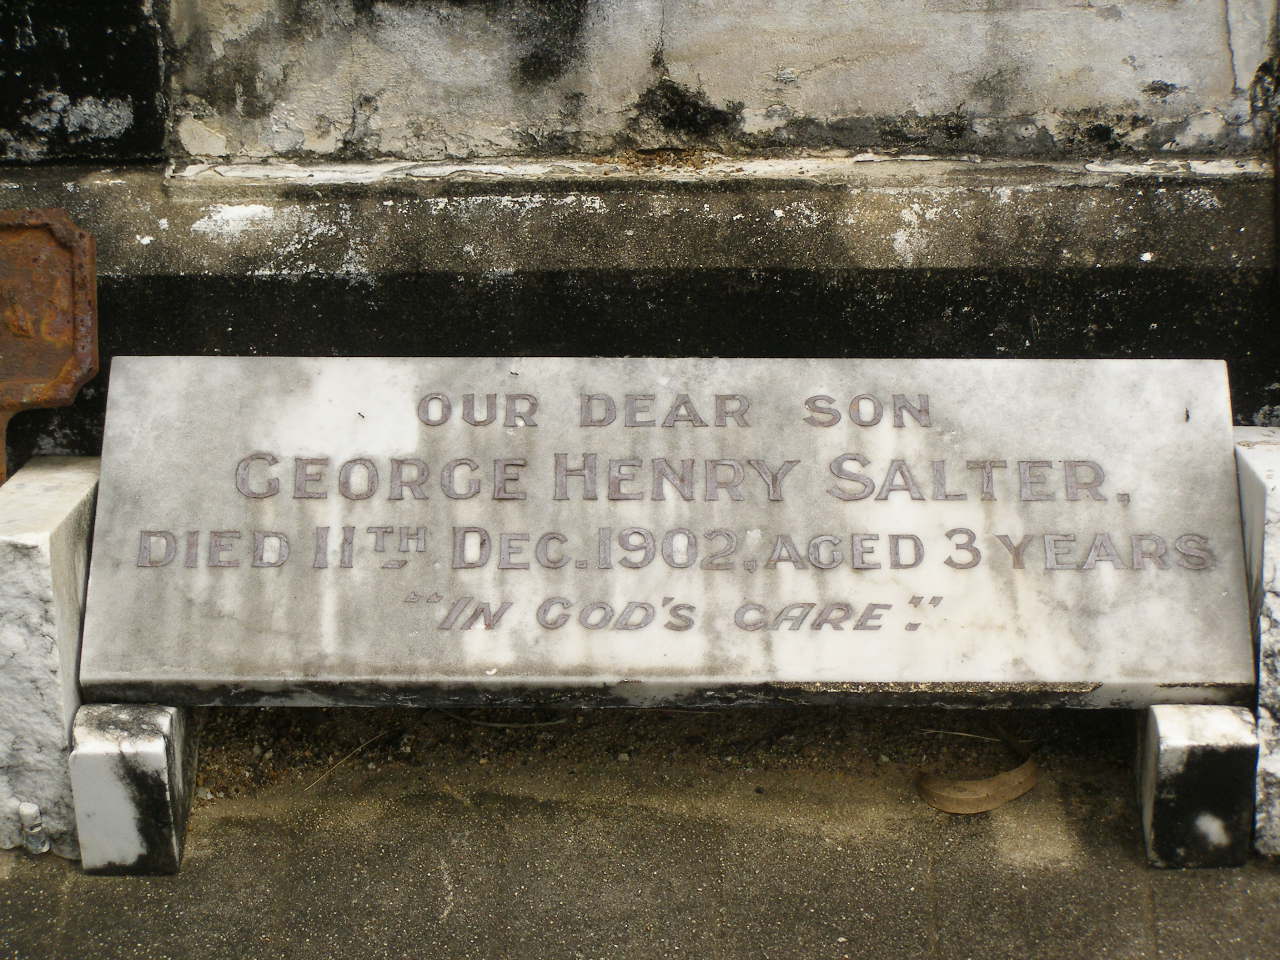 OUR DEAR SON
GEORGE HENRY SALTER.
DIED 11TH DEC. 1902, AGED 3 YEARS
"IN GOD'S CARE".